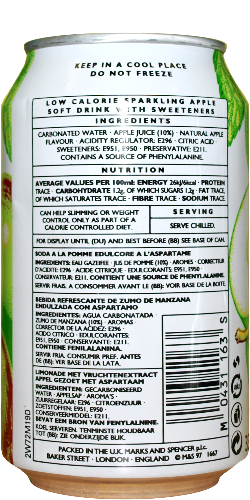 KEEP IN A COOL PLACE
DO NOT FREEZE
LOW CALORIE SPARKLING APPLE
SOFT DRINK WITH SWEETENERS
INGREDIENTS
CARBONATED WATER · APPLE JUICE (10%) · NATURAL APPLE
FLAVOUR · ACIDITY REGULATOR: E296 · CITRIC ACID ·
SWEETENERS: E951, E950 · PRESERVATIVE: E211.
CONTAINS A SOURCE OF PHENYLALANINE.
NUTRITION
AVERAGE VALUES PER 100ml: ENERGY 26kJ/6kcal · PROTEIN
TRACE · CARBOHYDRATE 1.2g, OF WHICH SUGARS 1.2g · FAT TRACE,
OF WHICH SATURATES TRACE · FIBRE TRACE · SODIUM TRACE.
CAN HELP SLIMMING OR WEIGHT
CONTROL ONLY AS PART OF A
CALORIE CONTROLLED DIET.
SERVING
SERVE CHILLED.
FOR DISPLAY UNTIL (DU) AND BEST BEFORE (BB) SEE BASE OF CAN.
BODA A LA POMME EDULCOREE A L'ASPARTAME
INGREDIENTS: EAU GAZEIFIEE · JUS DE POMME (10%) · AROMES · CORRECTEUR
D'ACIDITE: E296 · ACIDE CITRIQUE · EDULCORANTS: E951, E950 ·
CONSERVATEUR: E211. CONTIENT UNE SOURCE DE PHENYLALANINE.
SERVIR FRAIS. A CONSOMMER AVANT LE (BB): VOIR BASE DE LA BOITE
BEBIDA REFRESCANTE DE ZUMO DE MANZANA
ENDULZADA CON ASPARTAMO
INGREDIENTES: AGUA CARBONATADA ·
ZUMO DE MANZANA (10%) · AROMAS ·
CORRECTOR DE LA ACIDEZ: E296 ·
ACIDO CITRICO · EDULCORANTES:
E951, E950 · CONSERVANTE: E211.
CONTIENE FENILALANINA.
SERVIR FRIA. CONSUMIR PREF. ANTES
DE (BB), VER BASE DE LA LATA.
LIMONADE MET VRUCHTENEXTRACT
APPEL GEZOET MET ASPARTAAM
INGREDIENTEN: GECARBONISEERD
WATER · APPELSAP · AROMA'S ·
ZUURREGELAAR: E296 · CITROENZUUR ·
ZOETSTOFFEN: E951, E950 ·
CONSERVEERMIDDEL: E211.
BEVAT EEN BRON VAN FENYLALNINE.
KOEL SERVEREN. TENMINSTE HOUDBAAR
TOT (BB): ZIE ONDERZIJDE BLIK.
PACKED IN THE U.K. MARKS AND SPENCER p.l.c.
BAKER STREET · LONDON · ENGLAND © M&S 97 1667